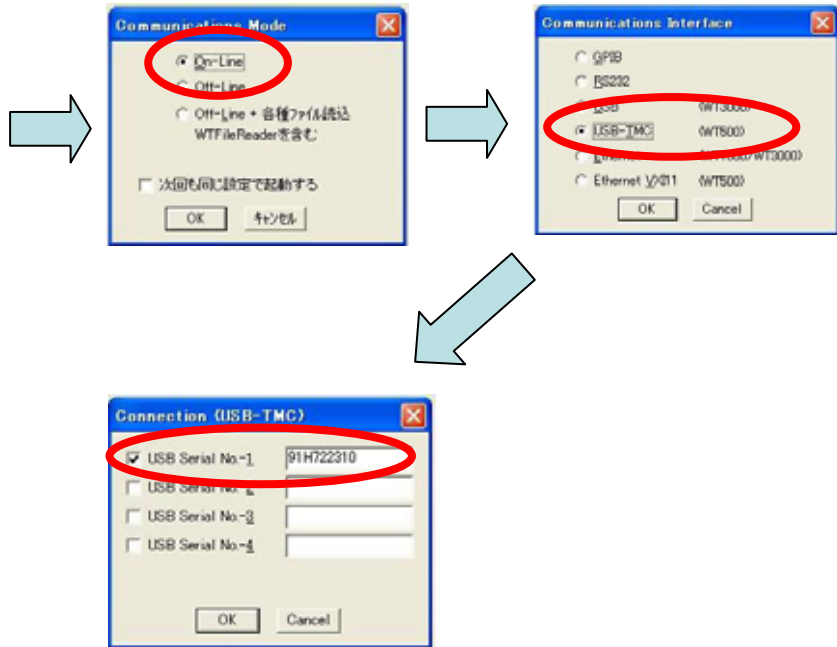 Communications Mode
On-Line
Off-Line
Off-Line + 各種ファイル読込
WTFileReaderを含む
次回も同じ設定で起動する
OK キャンセル
Communications Interface
GPIB
RS232
USB (WT3000)
USB-TMC (WT500)
Ethernet
Ethernet VXI11 (WT500)
OK Cancel
Connection (USB-TMC)
USB Serial No.-1 91H722310
USB Serial No.-2
USB Serial No.-3
USB Serial No.-4
OK Cancel